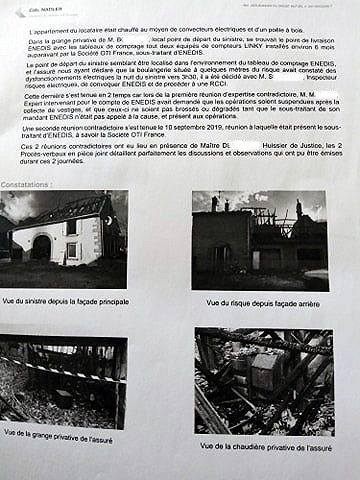 Cab. NADLER
L'appartement du locataire était chauffé au moyen de convecteurs électriques et d'un poêle à bois.
Dans la grange privative de M. B local point de départ du sinistre, se trouvait le point de livraison
ENEDIS avec les tableaux de comptage tout deux équipés de compteurs LINKY installés environ 6 mois
auparavant par la Société OTI France, sous-traitant d'ENEDIS.
Le point de départ du sinistre semblant être localisé dans l'environnement du tableau de comptage ENEDIS,
et l'assuré nous ayant déclaré que la boulangerie située à quelques mètres du risque avait constaté des
dysfonctionnements électriques la nuit du sinistre vers 3h30, il a été décidé avec M. S , Inspecteur
risques électriques, de convoquer ENEDIS et de procéder à une RCCI.
Cette dernière s'est tenue en 2 temps car lors de la première réunion d'expertise contradictoire, M. M
Expert intervenant pour le compte de ENEDIS avait demandé que les opérations soient suspendues après la
collecte de vestiges, et que ceux-ci ne soient pas brossés ou dégradés tant que le sous-traitant de son
mandant ENEDIS n'était pas appelé à la cause, et présent aux opérations.
Une seconde réunion contradictoire s'est tenue le 10 septembre 2019, réunion à laquelle était présent le sous-
traitant d'ENEDIS, à savoir la Société OTI France.
Ces 2 réunions contradictoires ont eu lieu en présence de Maître D Huissier de Justice, les 2
Procès-verbaux en pièce joint détaillant parfaitement les discussions et observations qui ont pu être émises
durant ces 2 journées.
Constatations :
Vue du sinistre depuis la façade principale
Vue du risque depuis façade arrière
Vue de la grange privative de l'assuré
Vue de la chaudière privative de l'assuré